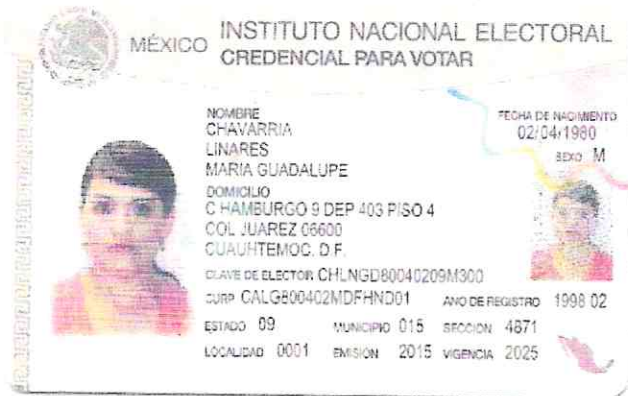 MÉXICO
INSTITUTO NACIONAL ELECTORAL
CREDENCIAL PARA VOTAR
NOMBRE
CHAVARRIA
LINARES
MARIA GUADALUPE
FECHA DE NACIMIENTO
02/04/1980
SEXO M
DOMICILIO
C HAMBURGO 9 DEP 403 PISO 4
COL JUAREZ 06600
CUAUHTEMOC, D.F.
CLAVE DE ELECTOR CHLNGD80040209M300
CURP CALG800402MDFHND01 AÑO DE REGISTRO 1998 02
ESTADO 09 MUNICIPIO 015 SECCION 4871
LOCALIDAD 0001 EMISIÓN 2015 VIGENCIA 2025